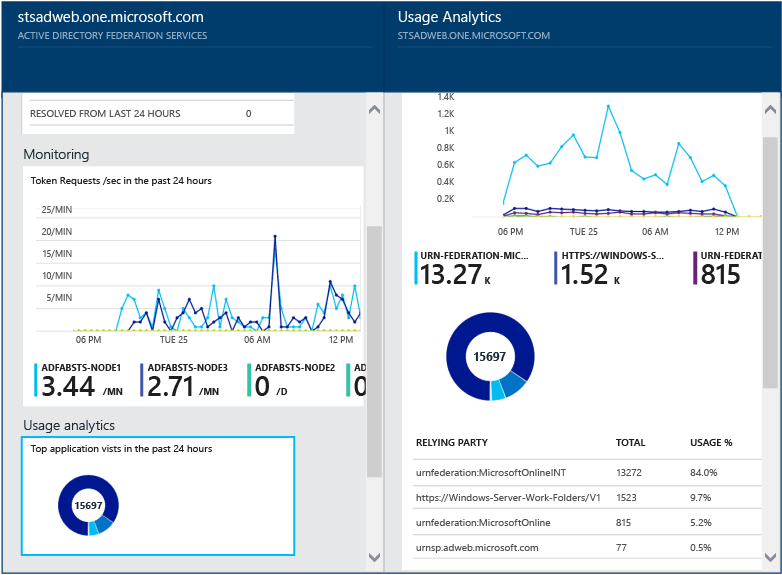 stsadweb.one.microsoft.com
ACTIVE DIRECTORY FEDERATION SERVICES
RESOLVED FROM LAST 24 HOURS 0
Monitoring
Token Requests /sec in the past 24 hours
25/MIN
20/MIN
15/MIN
10/MIN
5/MIN
06 PM TUE 25 06 AM 12 PM
ADFABSTS-NODE1 ADFABSTS-NODE3 ADFABSTS-NODE2 AD
3.44 /MN 2.71 /MN 0 /D 0
Usage analytics
Top application vists in the past 24 hours
15697
Usage Analytics
STSADWEB.ONE.MICROSOFT.COM
1.4K
1.2K
1K
0.8K
0.6K
0.4K
0.2K
06 PM TUE 25 06 AM 12 PM
URN-FEDERATION-MIC... HTTPS://WINDOWS-S... URN-FEDERAT
13.27 K 1.52 K 815
15697
RELYING PARTY TOTAL USAGE %
urnfederation:MicrosoftOnlineINT 13272 84.0%
https://Windows-Server-Work-Folders/V1 1523 9.7%
urnfederation:MicrosoftOnline 815 5.2%
urnsp.adweb.microsoft.com 77 0.5%